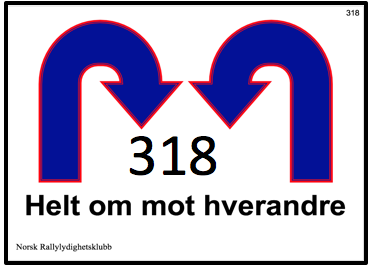 318
318
Helt om mot hverandre
Norsk Rallylydighetsklubb